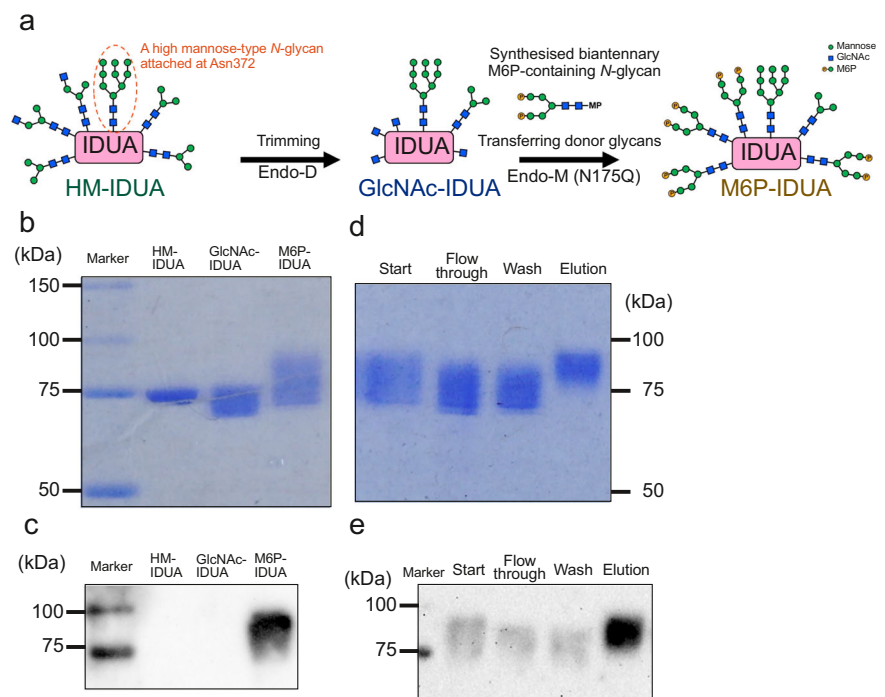 a
A high mannose-type N-glycan
attached at Asn372
IDUA
HM-IDUA
Trimming
Endo-D
IDUA
GlcNAc-IDUA
Synthesised biantennary
M6P-containing N-glycan
P
P
MP
Transferring donor glycans
Endo-M (N175Q)
P
P
P
P
P
P
P
P
P
P
IDUA
M6P-IDUA
Mannose
GlcNAc
P M6P
b
(kDa)
Marker
HM-
IDUA
GlcNAc-
IDUA
M6P-
IDUA
150
100
75
50
d
Start
Flow
through
Wash
Elution
(kDa)
100
75
50
c
(kDa)
Marker
HM-
IDUA
GlcNAc-
IDUA
M6P-
IDUA
100
75
e
(kDa)
Marker
Start
Flow
through
Wash
Elution
100
75